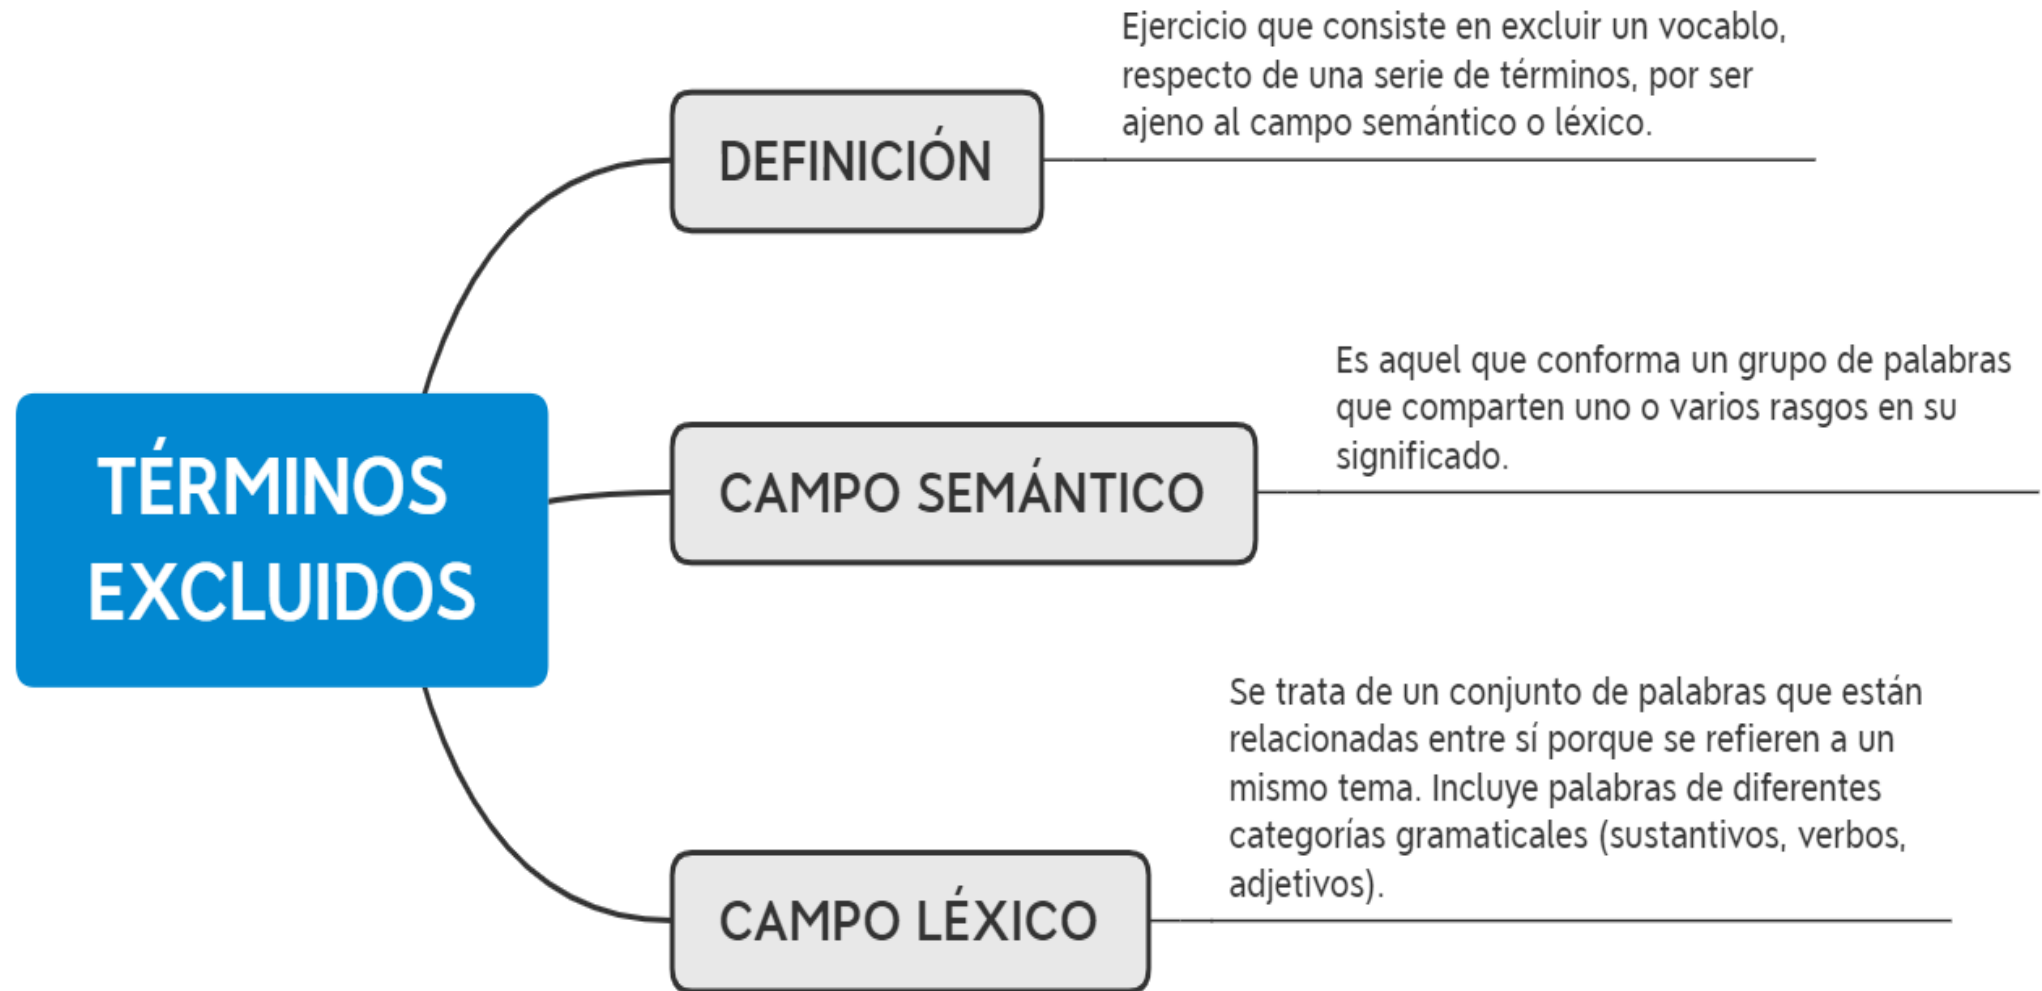 TÉRMINOS
EXCLUIDOS
DEFINICIÓN
Ejercicio que consiste en excluir un vocablo,
respecto de una serie de términos, por ser
ajeno al campo semántico o léxico.
CAMPO SEMÁNTICO
Es aquel que conforma un grupo de palabras
que comparten uno o varios rasgos en su
significado.
CAMPO LÉXICO
Se trata de un conjunto de palabras que están
relacionadas entre sí porque se refieren a un
mismo tema. Incluye palabras de diferentes
categorías gramaticales (sustantivos, verbos,
adjetivos).